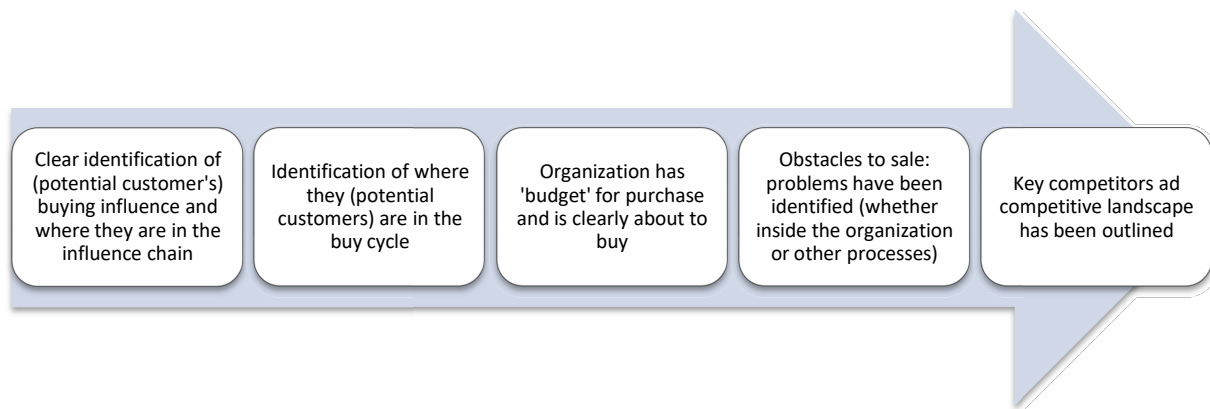 Clear identification of
(potential customer's)
buying influence and
where they are in the
influence chain
Identification of where
they (potential
customers) are in the
buy cycle
Organization has
'budget' for purchase
and is clearly about to
buy
Obstacles to sale:
problems have been
identified (whether
inside the organization
or other processes)
Key competitors ad
competitive landscape
has been outlined